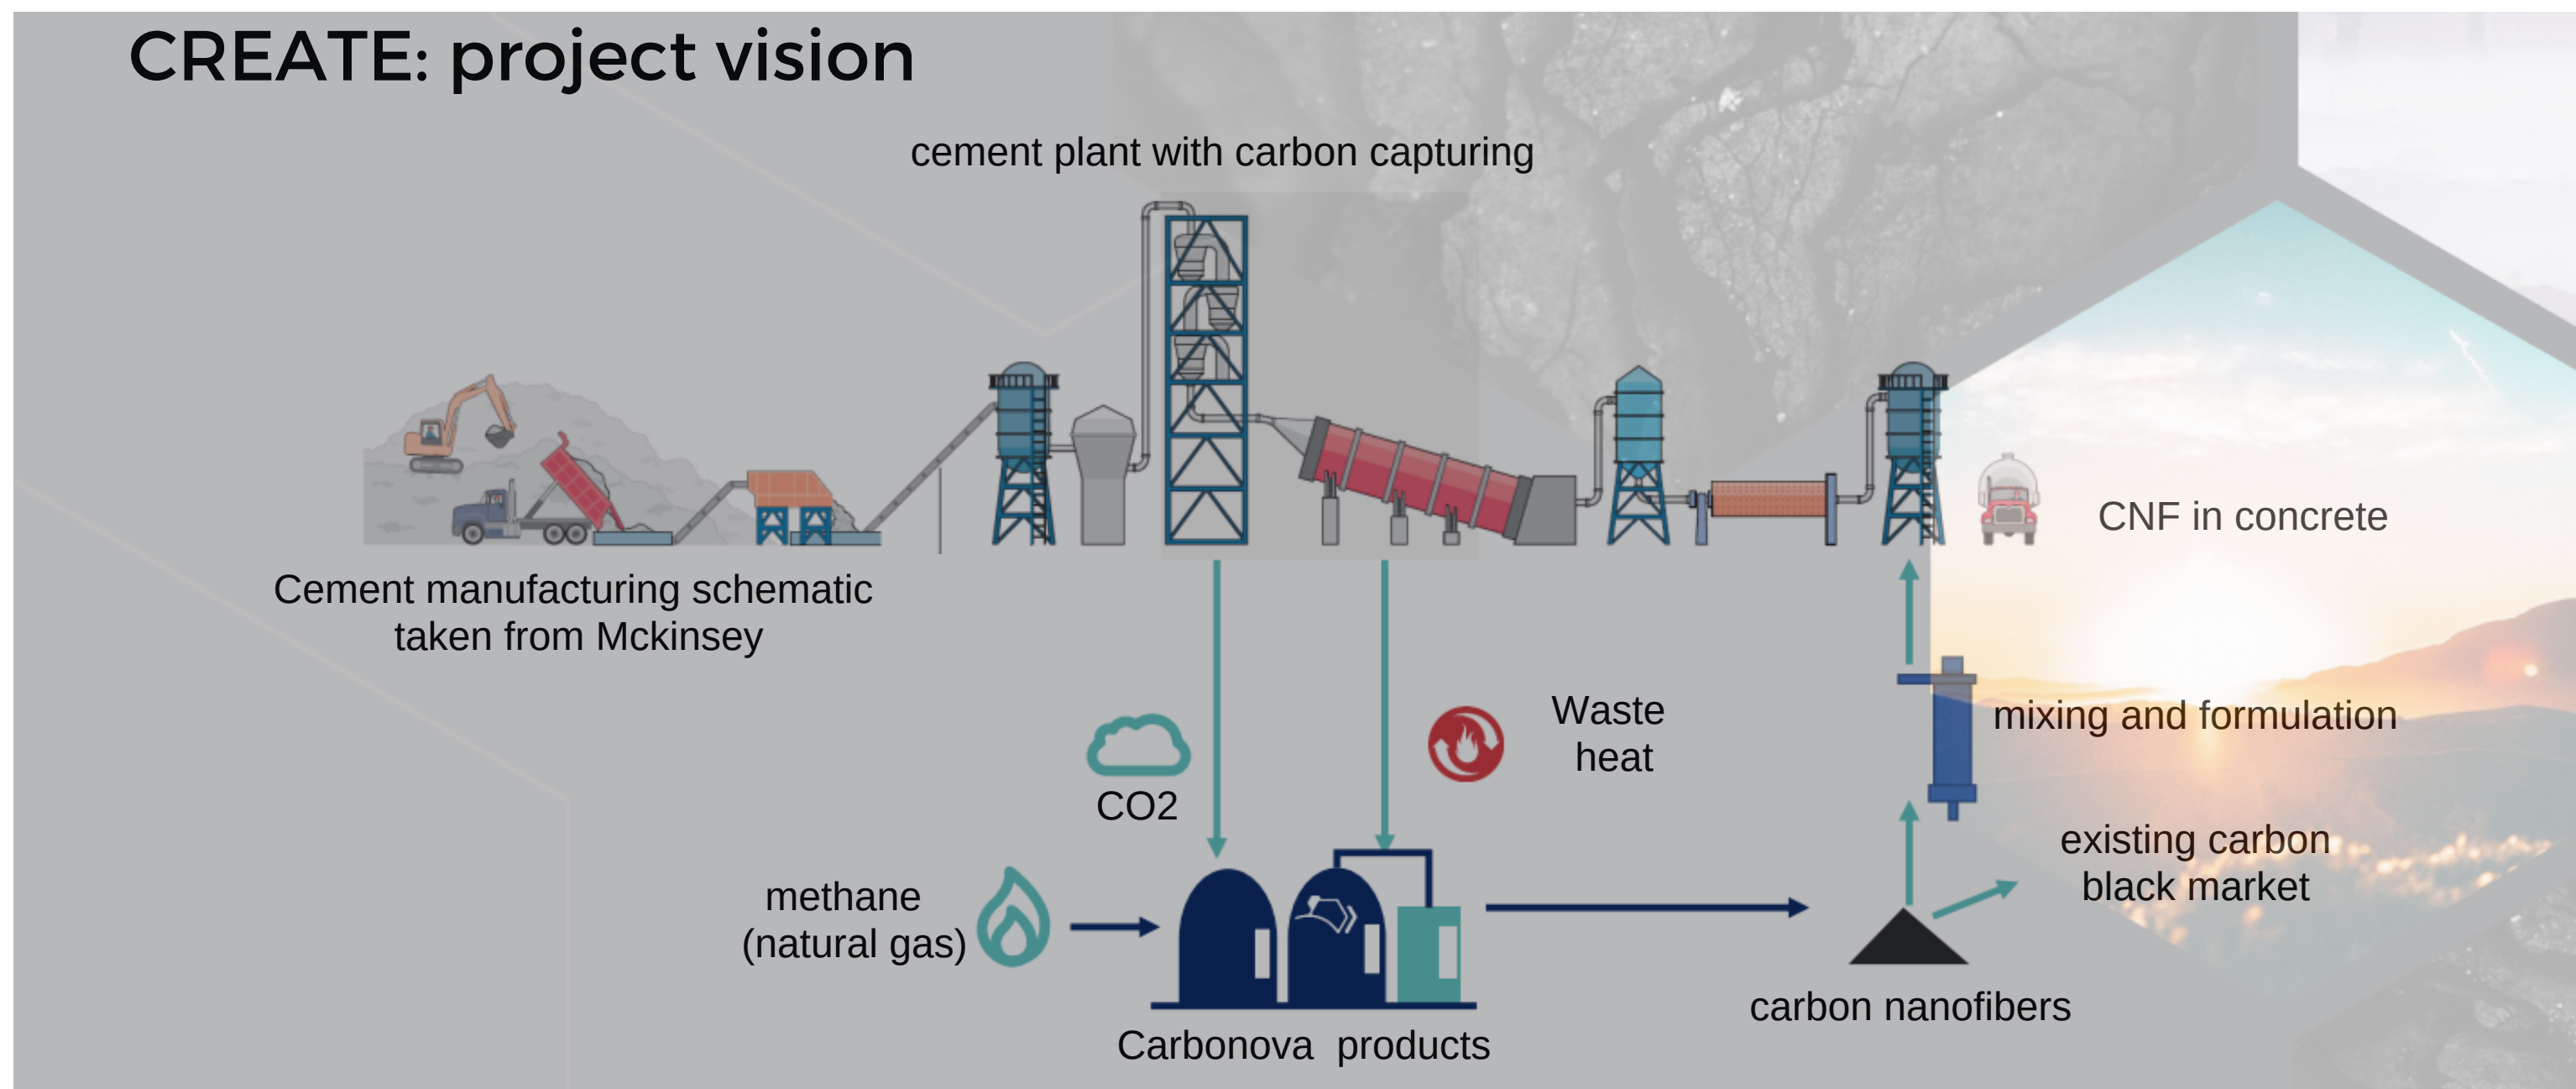 CREATE: project vision
cement plant with carbon capturing
CNF in concrete
Cement manufacturing schematic
taken from Mckinsey
Waste
heat
mixing and formulation
CO2
existing carbon
black market
methane
(natural gas)
carbon nanofibers
Carbonova products